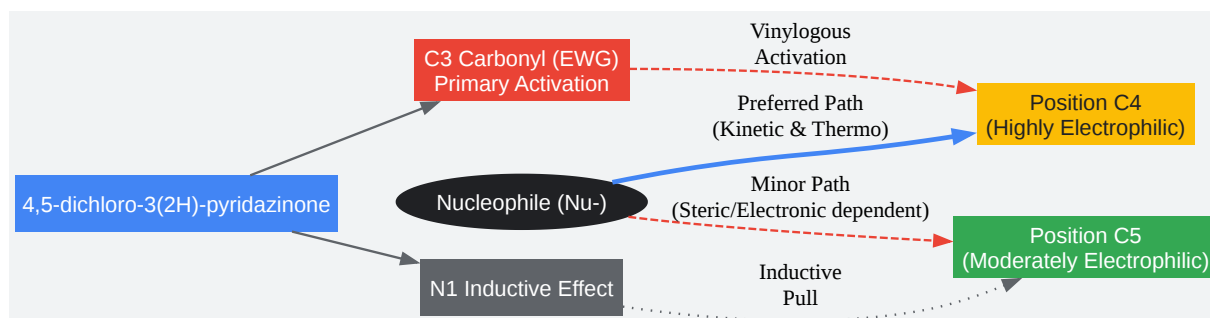 Vinylogous
Activation
C3 Carbonyl (EWG)
Primary Activation
Preferred Path
(Kinetic & Thermo)
Position C4
(Highly Electrophilic)
4,5-dichloro-3(2H)-pyridazinone
Nucleophile (Nu-)
Minor Path
(Steric/Electronic dependent)
Position C5
(Moderately Electrophilic)
N1 Inductive Effect
Inductive
Pull